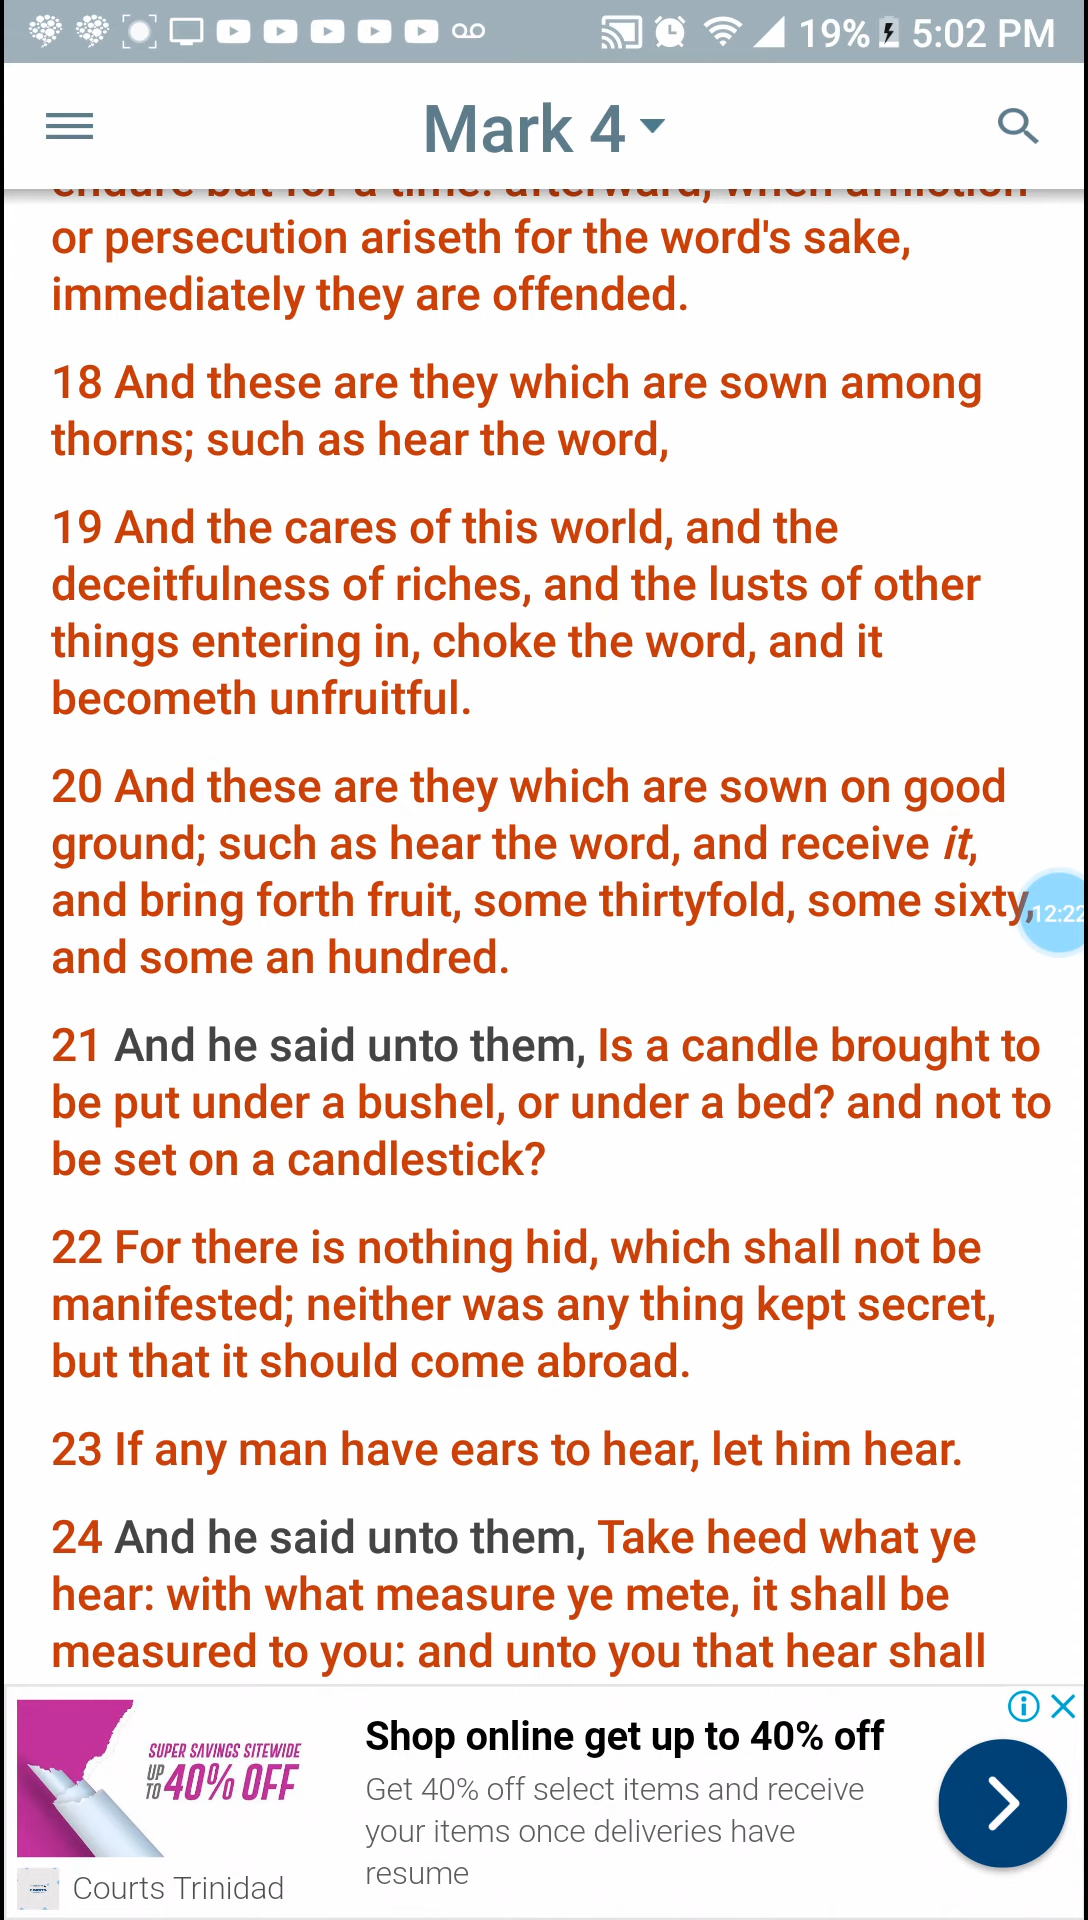 19% 5:02 PM
Mark 4
endure but for a time: afterward, when affliction
or persecution ariseth for the word's sake,
immediately they are offended.
18 And these are they which are sown among
thorns; such as hear the word,
19 And the cares of this world, and the
deceitfulness of riches, and the lusts of other
things entering in, choke the word, and it
becometh unfruitful.
20 And these are they which are sown on good
ground; such as hear the word, and receive it,
and bring forth fruit, some thirtyfold, some sixty,
12:22
and some an hundred.
21 And he said unto them, Is a candle brought to
be put under a bushel, or under a bed? and not to
be set on a candlestick?
22 For there is nothing hid, which shall not be
manifested; neither was any thing kept secret,
but that it should come abroad.
23 If any man have ears to hear, let him hear.
24 And he said unto them, Take heed what ye
hear: with what measure ye mete, it shall be
measured to you: and unto you that hear shall
SUPER SAVINGS SITEWIDE
UP TO 40% OFF
Courts Trinidad
Shop online get up to 40% off
Get 40% off select items and receive
your items once deliveries have
resume